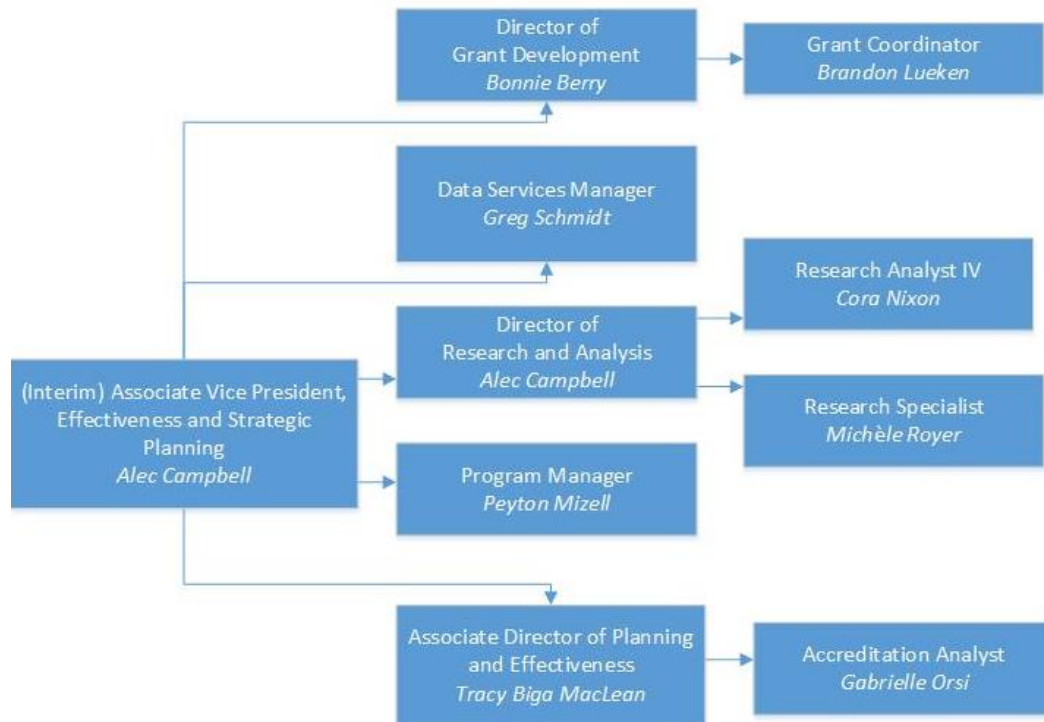 Director of
Grant Development
Bonnie Berry
Grant Coordinator
Brandon Lueken
Data Services Manager
Greg Schmidt
Research Analyst IV
Cora Nixon
Director of
Research and Analysis
Alec Campbell
(Interim) Associate Vice President,
Effectiveness and Strategic
Planning
Alec Campbell
Research Specialist
Michèle Royer
Program Manager
Peyton Mizell
Associate Director of Planning
and Effectiveness
Tracy Biga MacLean
Accreditation Analyst
Gabrielle Orsi